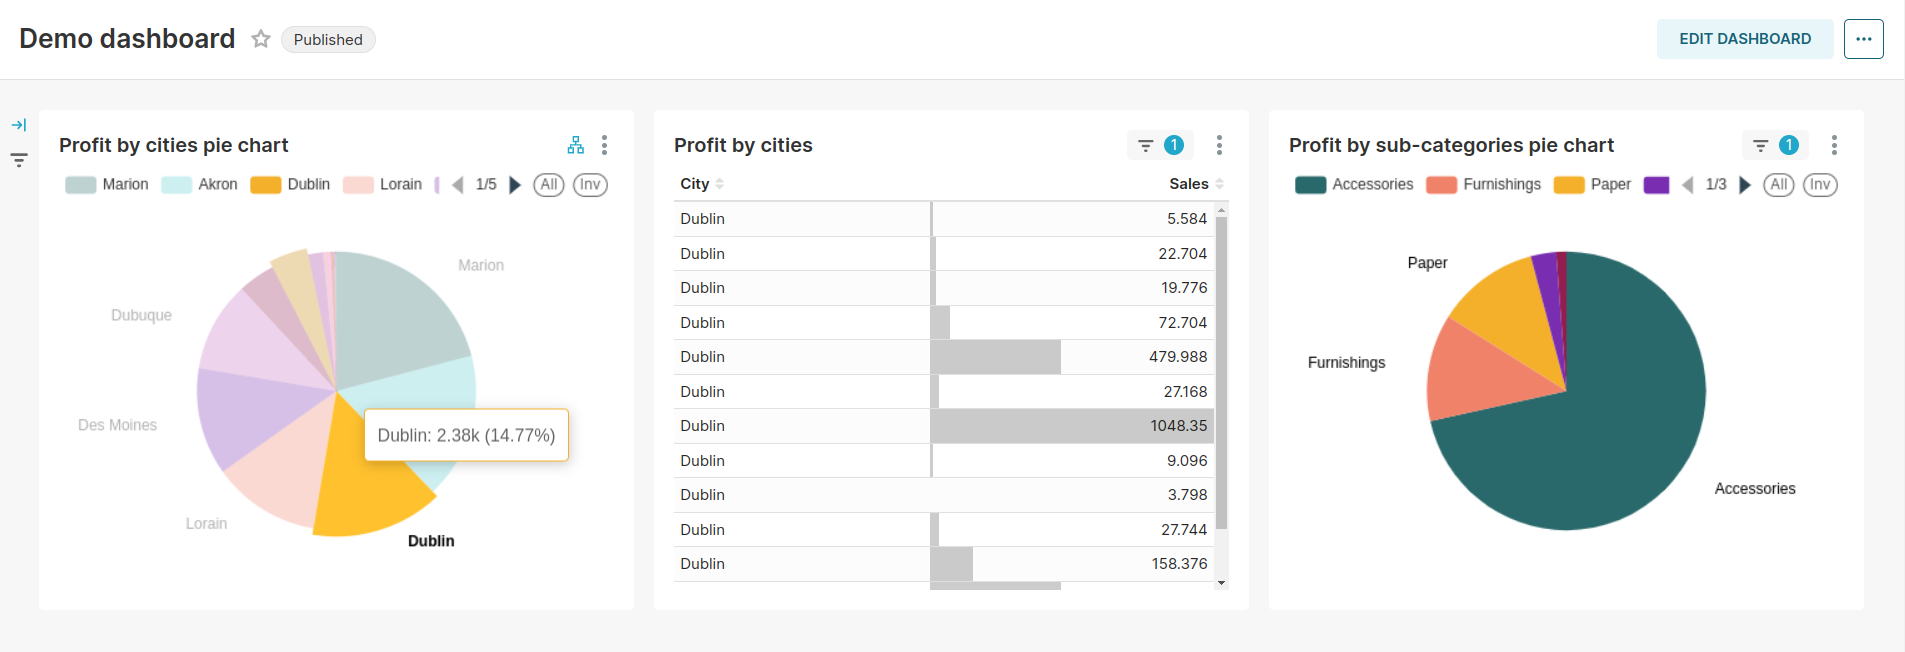 Demo dashboard Published EDIT DASHBOARD ...
Profit by cities pie chart
Marion Akron Dublin Lorain 1/5 All Inv
Marion
Dubuque
Des Moines
Lorain
Dublin
Dublin: 2.38k (14.77%)
Profit by cities 1
City Sales
Dublin 5.584
Dublin 22.704
Dublin 19.776
Dublin 72.704
Dublin 479.988
Dublin 27.168
Dublin 1048.35
Dublin 9.096
Dublin 3.798
Dublin 27.744
Dublin 158.376
Profit by sub-categories pie chart 1
Accessories Furnishings Paper 1/3 All Inv
Paper
Furnishings
Accessories